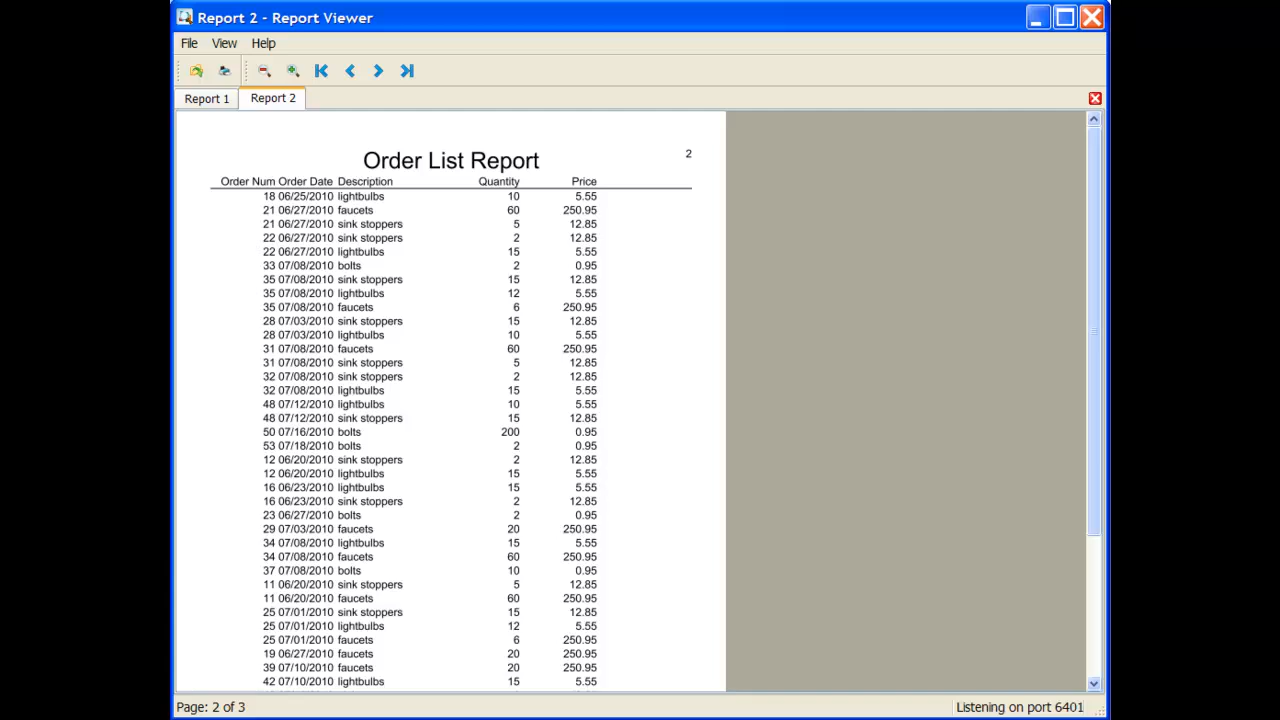 Report 2 - Report Viewer
File View Help
Report 1 Report 2
2
Order List Report
Order Num Order Date Description Quantity Price
18 06/25/2010 lightbulbs 10 5.55
21 06/27/2010 faucets 60 250.95
21 06/27/2010 sink stoppers 5 12.85
22 06/27/2010 sink stoppers 2 12.85
22 06/27/2010 lightbulbs 15 5.55
33 07/08/2010 bolts 2 0.95
35 07/08/2010 sink stoppers 15 12.85
35 07/08/2010 lightbulbs 12 5.55
35 07/08/2010 faucets 6 250.95
28 07/03/2010 sink stoppers 15 12.85
28 07/03/2010 lightbulbs 10 5.55
31 07/08/2010 faucets 60 250.95
31 07/08/2010 sink stoppers 5 12.85
32 07/08/2010 sink stoppers 2 12.85
32 07/08/2010 lightbulbs 15 5.55
48 07/12/2010 lightbulbs 10 5.55
48 07/12/2010 sink stoppers 15 12.85
50 07/16/2010 bolts 200 0.95
53 07/18/2010 bolts 2 0.95
12 06/20/2010 sink stoppers 2 12.85
12 06/20/2010 lightbulbs 15 5.55
16 06/23/2010 lightbulbs 15 5.55
16 06/23/2010 sink stoppers 2 12.85
23 06/27/2010 bolts 2 0.95
29 07/03/2010 faucets 20 250.95
34 07/08/2010 lightbulbs 15 5.55
34 07/08/2010 faucets 60 250.95
37 07/08/2010 bolts 10 0.95
11 06/20/2010 sink stoppers 5 12.85
11 06/20/2010 faucets 60 250.95
25 07/01/2010 sink stoppers 15 12.85
25 07/01/2010 lightbulbs 12 5.55
25 07/01/2010 faucets 6 250.95
19 06/27/2010 faucets 20 250.95
39 07/10/2010 faucets 20 250.95
42 07/10/2010 lightbulbs 15 5.55
Page: 2 of 3 Listening on port 6401